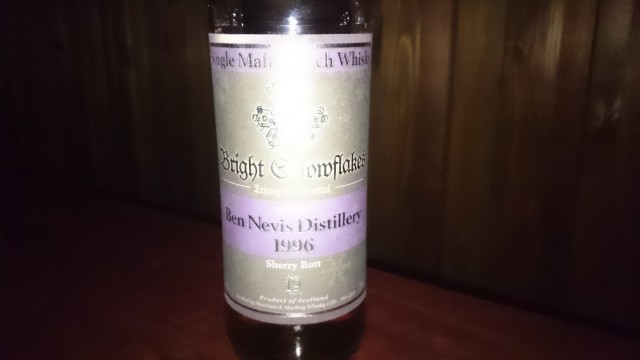 Single Malt Scotch Whisky
Bright Snowflakes
Ben Nevis Distillery
1996
Sherry Butt
Product of Scotland